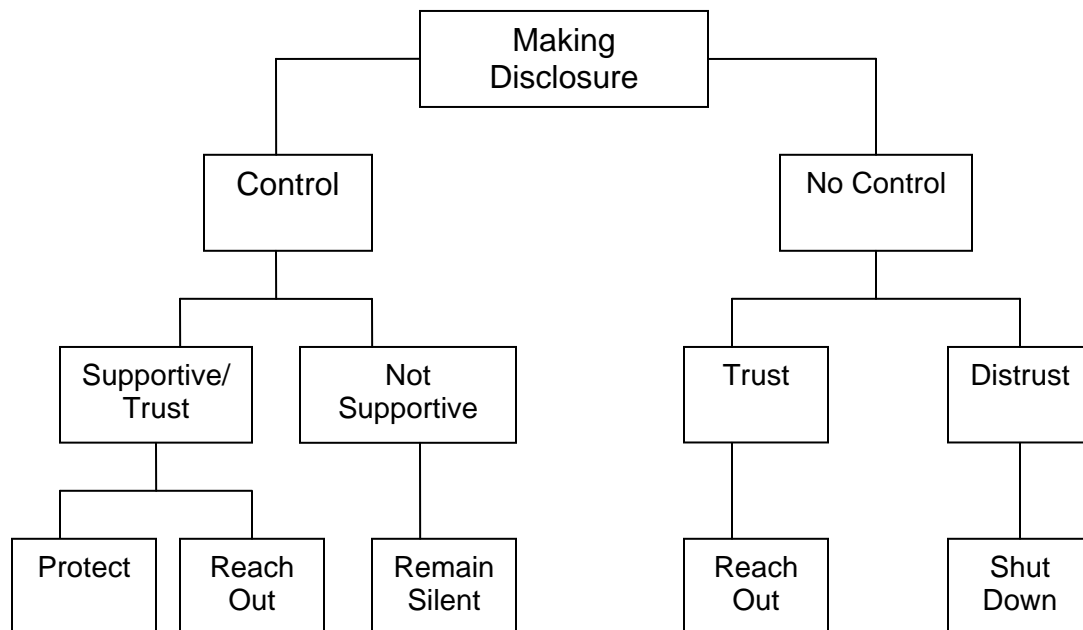 Making
Disclosure
Control
No Control
Supportive/
Trust
Not
Supportive
Trust
Distrust
Protect
Reach
Out
Remain
Silent
Reach
Out
Shut
Down